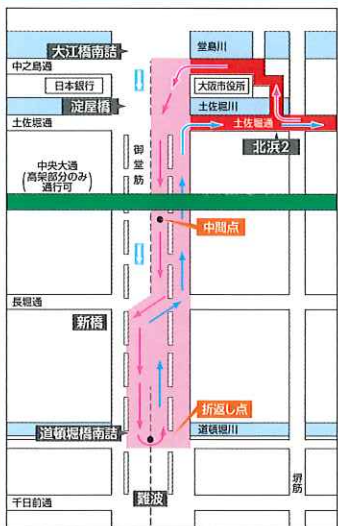 大江橋南詰
堂島川
中之島通
日本銀行
大阪市役所
淀屋橋
土佐堀川
土佐堀通
土佐堀通
北浜2
御堂筋
中央大通
(高架部分のみ
通行可)
中間点
長堀通
新橋
折返し点
道頓堀橋南詰
道頓堀川
堺筋
難波
千日前通